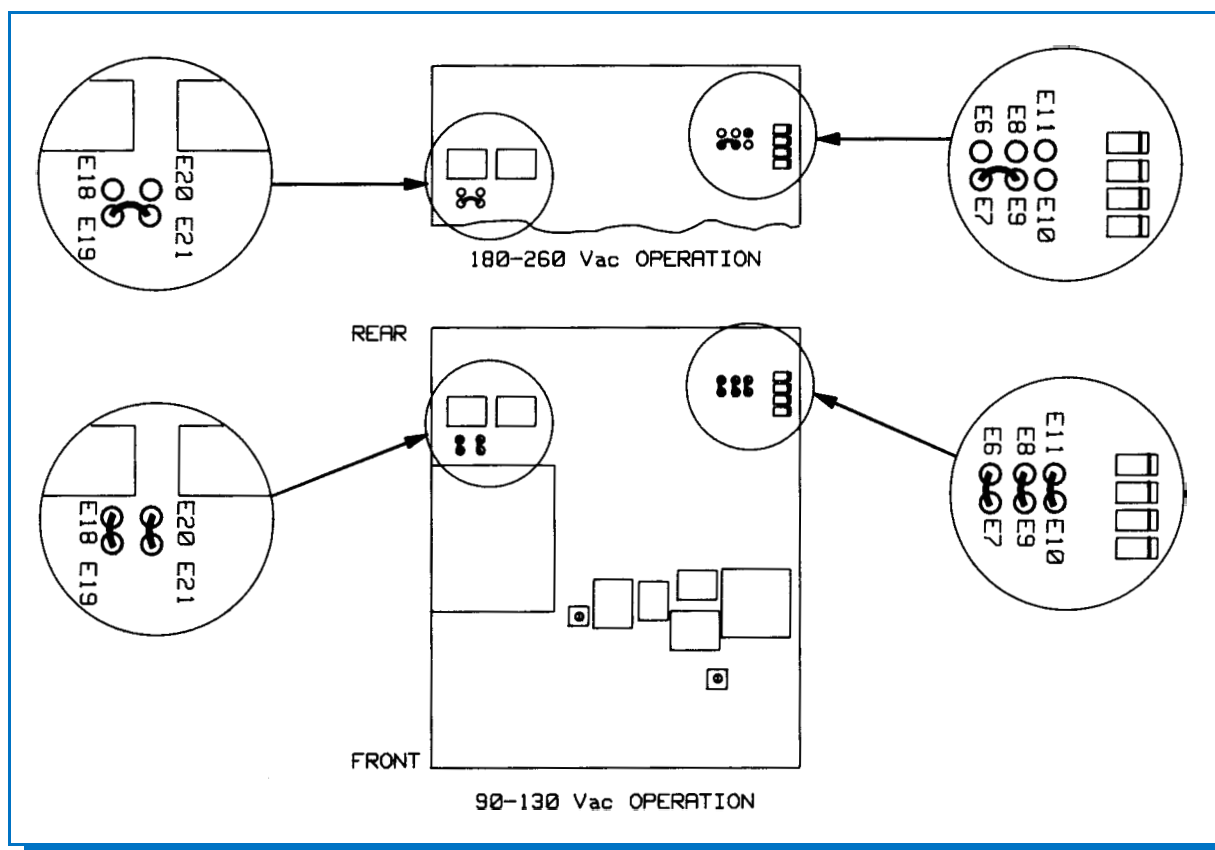 E18 E19
E20 E21
E6 E7
E8 E9
E11 E10
180-260 Vac OPERATION
REAR
E18 E19
E20 E21
E6 E7
E8 E9
E11 E10
FRONT
90-130 Vac OPERATION